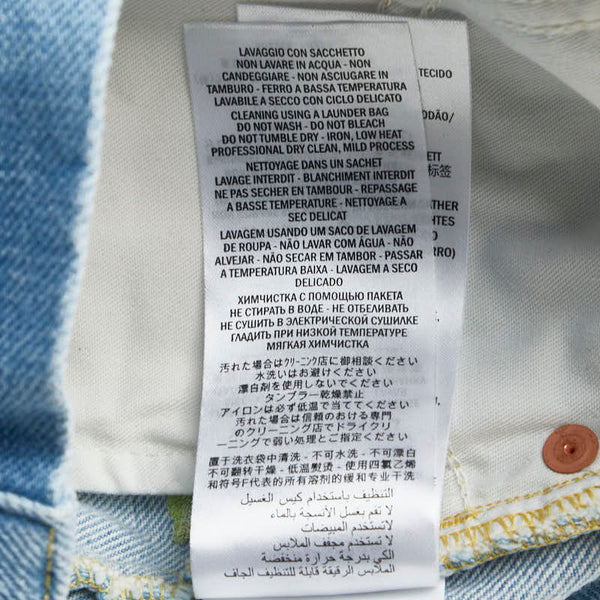 LAVAGGIO CON SACCHETTO
NON LAVARE IN ACQUA - NON
CANDEGGIARE - NON ASCIUGARE IN
TAMBURO - FERRO A BASSA TEMPERATURA
LAVABILE A SECCO CON CICLO DELICATO
CLEANING USING A LAUNDER BAG
DO NOT WASH - DO NOT BLEACH
DO NOT TUMBLE DRY - IRON, LOW HEAT
PROFESSIONAL DRY CLEAN, MILD PROCESS
NETTOYAGE DANS UN SACHET
LAVAGE INTERDIT - BLANCHIMENT INTERDIT
NE PAS SECHER EN TAMBOUR - REPASSAGE
A BASSE TEMPERATURE - NETTOYAGE A
SEC DELICAT
LAVAGEM USANDO UM SACO DE LAVAGEM
DE ROUPA - NÃO LAVAR COM ÁGUA - NÃO
ALVEJAR - NÃO SECAR EM TAMBOR - PASSAR
A TEMPERATURA BAIXA - LAVAGEM A SECO
DELICADO
ХИМЧИСТКА С ПОМОЩЬЮ ПАКЕТА
НЕ СТИРАТЬ В ВОДЕ - НЕ ОТБЕЛИВАТЬ
НЕ СУШИТЬ В ЭЛЕКТРИЧЕСКОЙ СУШИЛКЕ
ГЛАДИТЬ ПРИ НИЗКОЙ ТЕМПЕРАТУРЕ
МЯГКАЯ ХИМЧИСТКА
汚れた場合はクリーニング店に御相談ください
水洗いはお避けください
漂白剤を使用しないでください
タンブラー乾燥禁止
アイロンは必ず低温で当ててください
汚れた場合は信頼のおける専門
のクリーニング店でドライクリ
ーニングで弱い処理とご指定ください
置于洗衣袋中清洗 - 不可水洗 - 不可漂白
不可翻转干燥 - 低温熨烫 - 使用四氯乙烯
和符号F代表的所有溶剂的缓和专业干洗
التنظيف باستخدام كيس الغسيل
لا تقم بغسل الأنسجة بالماء
لاتستخدم المبيضات
لا تستخدم مجفف الملابس
الكي بدرجة حرارة منخفضة
الملابس الرقيقة قابلة للتنظيف الجاف
TECIDO
ODÃO/
ETT
标签